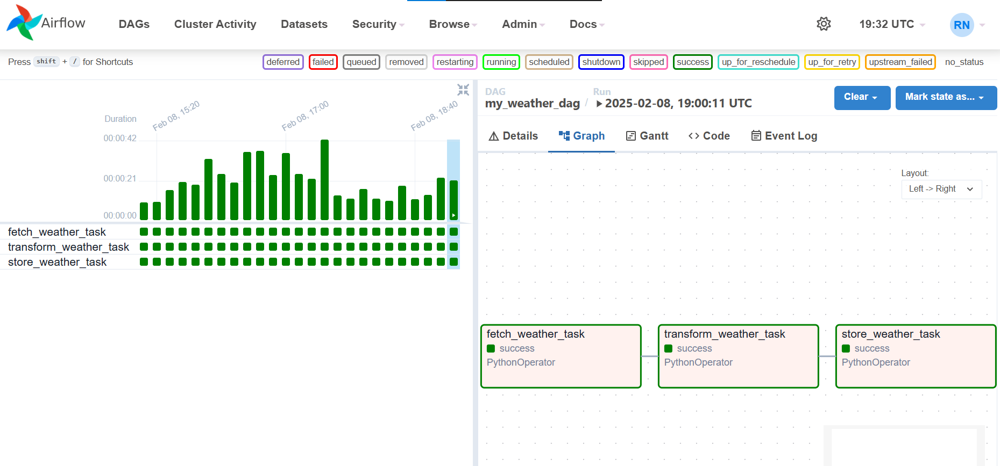 Airflow
DAGs Cluster Activity Datasets Security Browse Admin Docs 19:32 UTC RN
Press shift + / for Shortcuts
deferred failed queued removed restarting running scheduled shutdown skipped success up_for_reschedule up_for_retry upstream_failed no_status
Duration
Feb 08, 15:20
Feb 08, 17:00
Feb 08, 18:40
00:00:42
00:00:21
00:00:00
fetch_weather_task
transform_weather_task
store_weather_task
DAG
my_weather_dag
/
Run
2025-02-08, 19:00:11 UTC
Clear
Mark state as...
Details Graph Gantt Code Event Log
Layout:
Left -> Right
fetch_weather_task
success
PythonOperator
transform_weather_task
success
PythonOperator
store_weather_task
success
PythonOperator